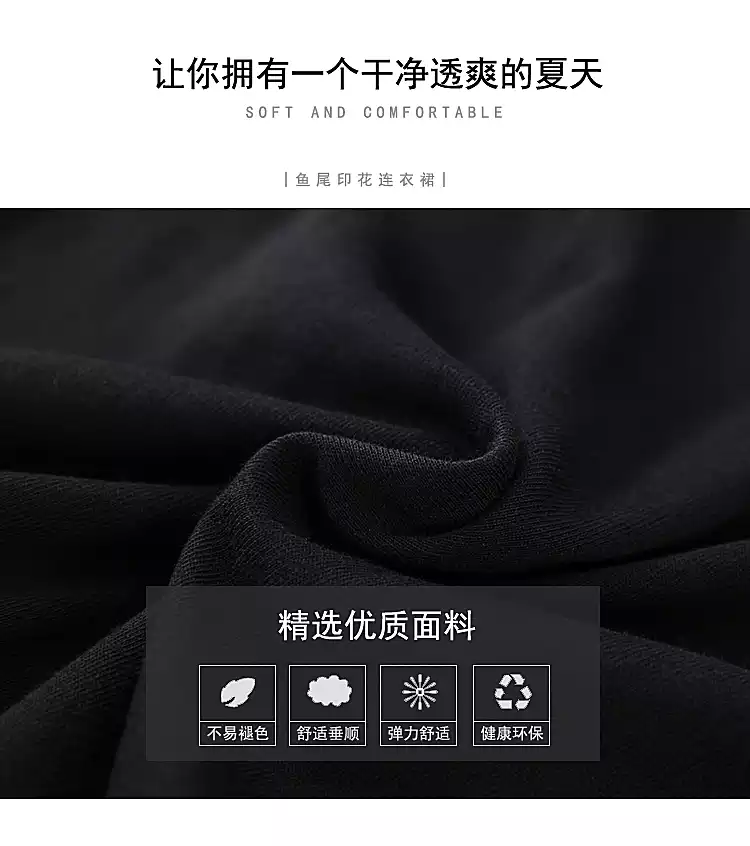 让你拥有一个干净透爽的夏天
SOFT AND COMFORTABLE
|鱼尾印花连衣裙|
精选优质面料
不易褪色 舒适垂顺 弹力舒适 健康环保